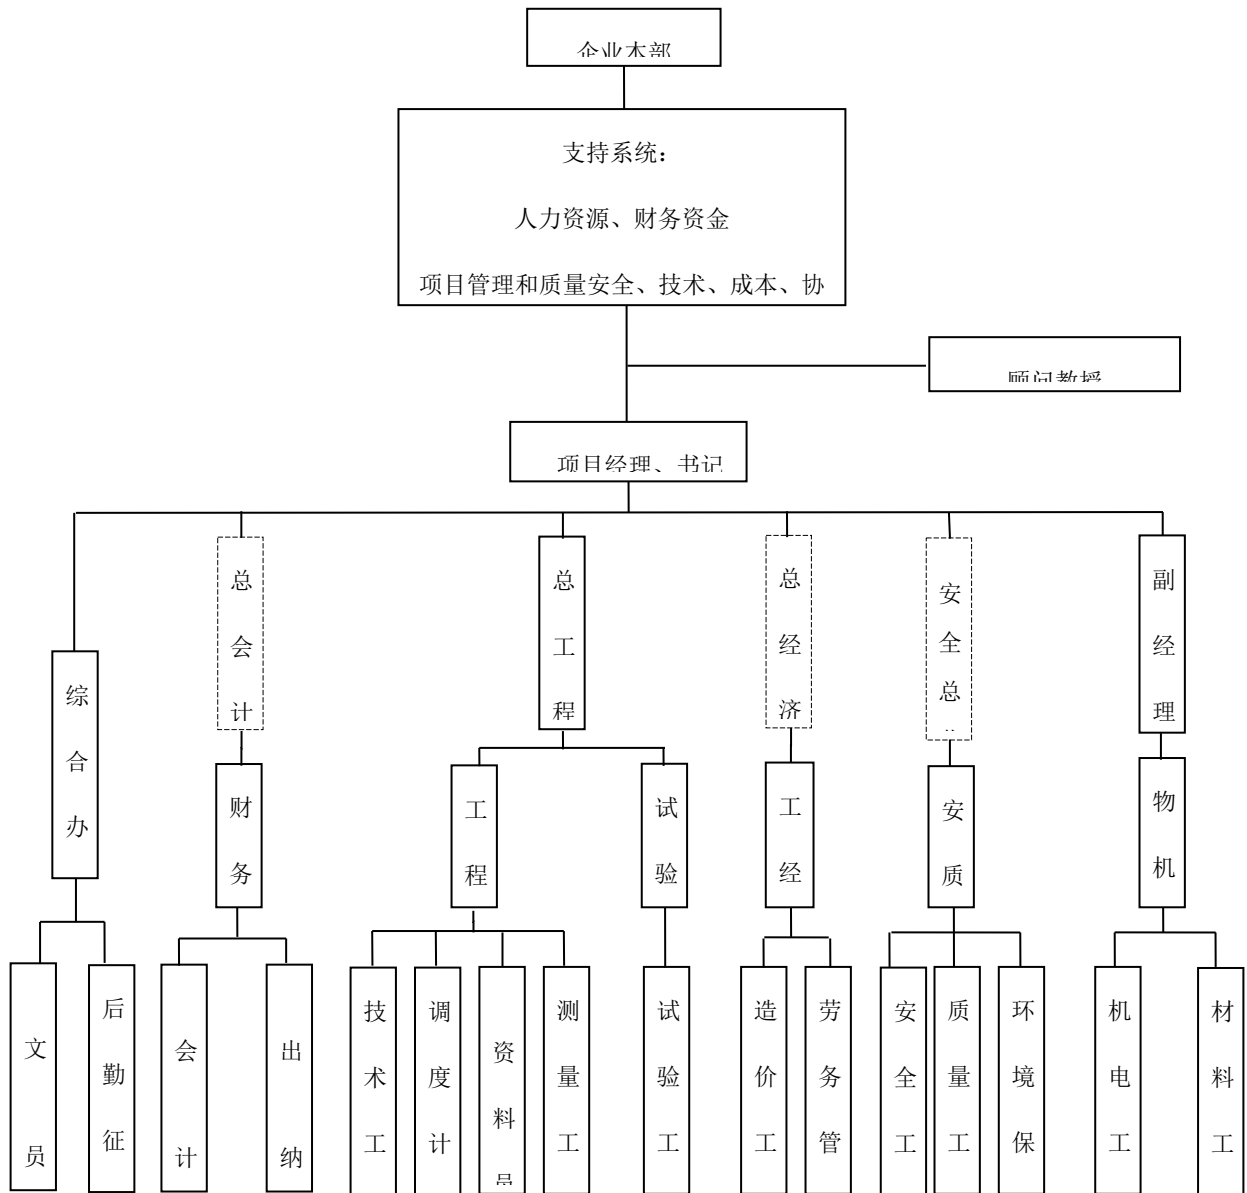 企业本部
支持系统：
人力资源、财务资金
项目管理和质量安全、技术、成本、协
顾问教授
项目经理、书记
总会计
总工程
总经济
安全总
副经理
综合办
财务
工程
试验
工经
安质
物机
文员
后勤征
会计
出纳
技术工
调度计
资料员
测量工
试验工
造价工
劳务管
安全工
质量工
环境保
机电工
材料工